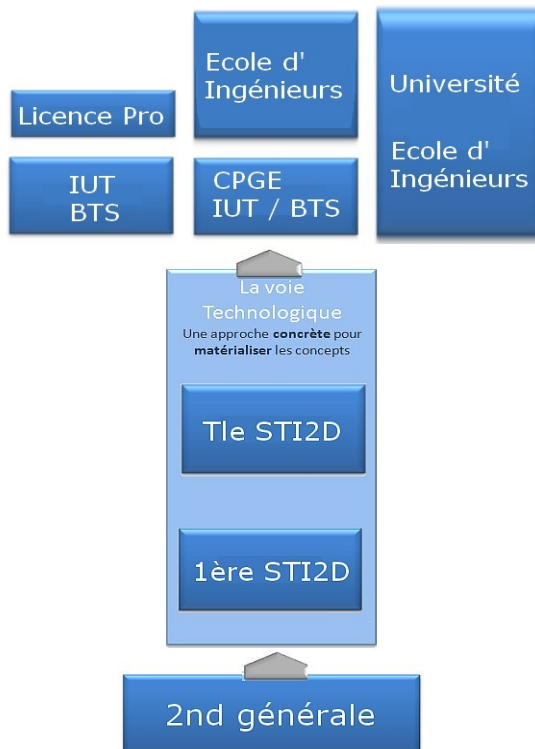 Ecole d'
Ingénieurs
Université
Ecole d'
Ingénieurs
Licence Pro
IUT
BTS
CPGE
IUT / BTS
La voie
Technologique
Une approche concrète pour
matérialiser les concepts
Tle STI2D
1ère STI2D
2nd générale